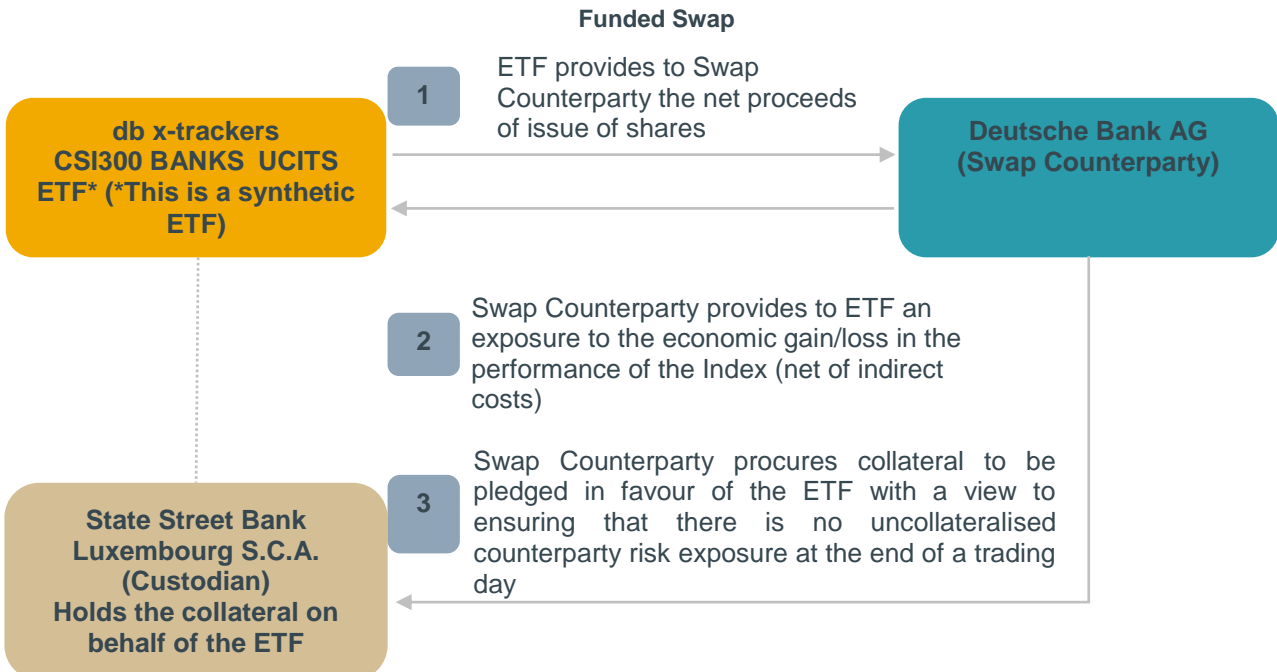 Funded Swap
1
ETF provides to Swap
Counterparty the net proceeds
of issue of shares
db x-trackers
CSI300 BANKS UCITS
ETF* (*This is a synthetic
ETF)
Deutsche Bank AG
(Swap Counterparty)
2
Swap Counterparty provides to ETF an
exposure to the economic gain/loss in the
performance of the Index (net of indirect
costs)
3
Swap Counterparty procures collateral to be
pledged in favour of the ETF with a view to
ensuring that there is no uncollateralised
counterparty risk exposure at the end of a trading
day
State Street Bank
Luxembourg S.C.A.
(Custodian)
Holds the collateral on
behalf of the ETF